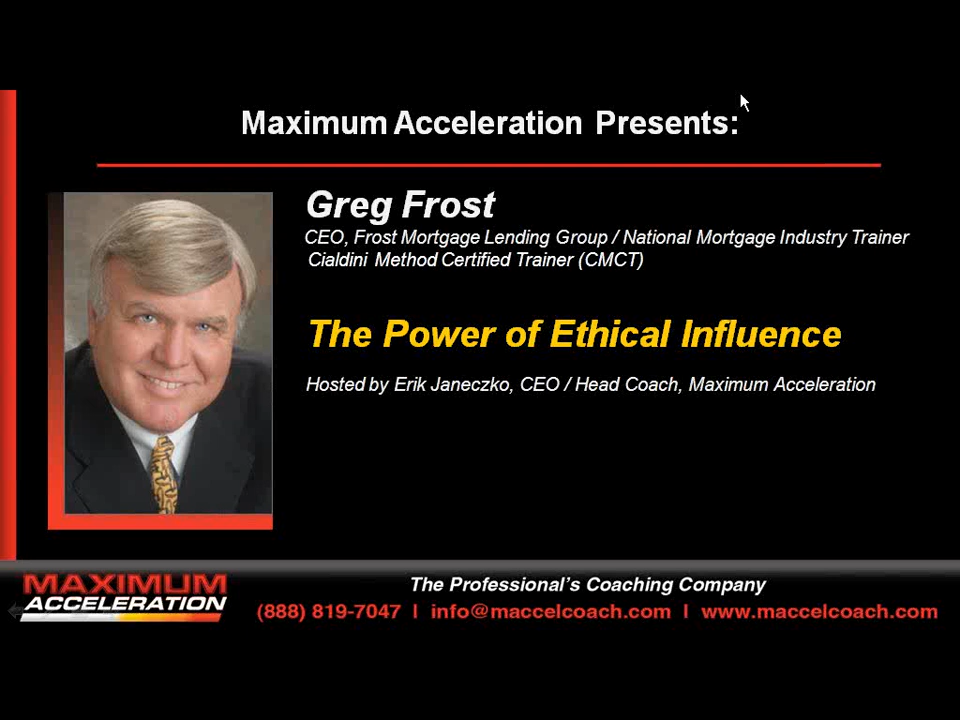 Maximum Acceleration Presents:
Greg Frost
CEO, Frost Mortgage Lending Group / National Mortgage Industry Trainer
Cialdini Method Certified Trainer (CMCT)
The Power of Ethical Influence
Hosted by Erik Janeczko, CEO / Head Coach, Maximum Acceleration
MAXIMUM
ACCELERATION
The Professional's Coaching Company
(888) 819-7047 | info@maccelcoach.com | www.maccelcoach.com